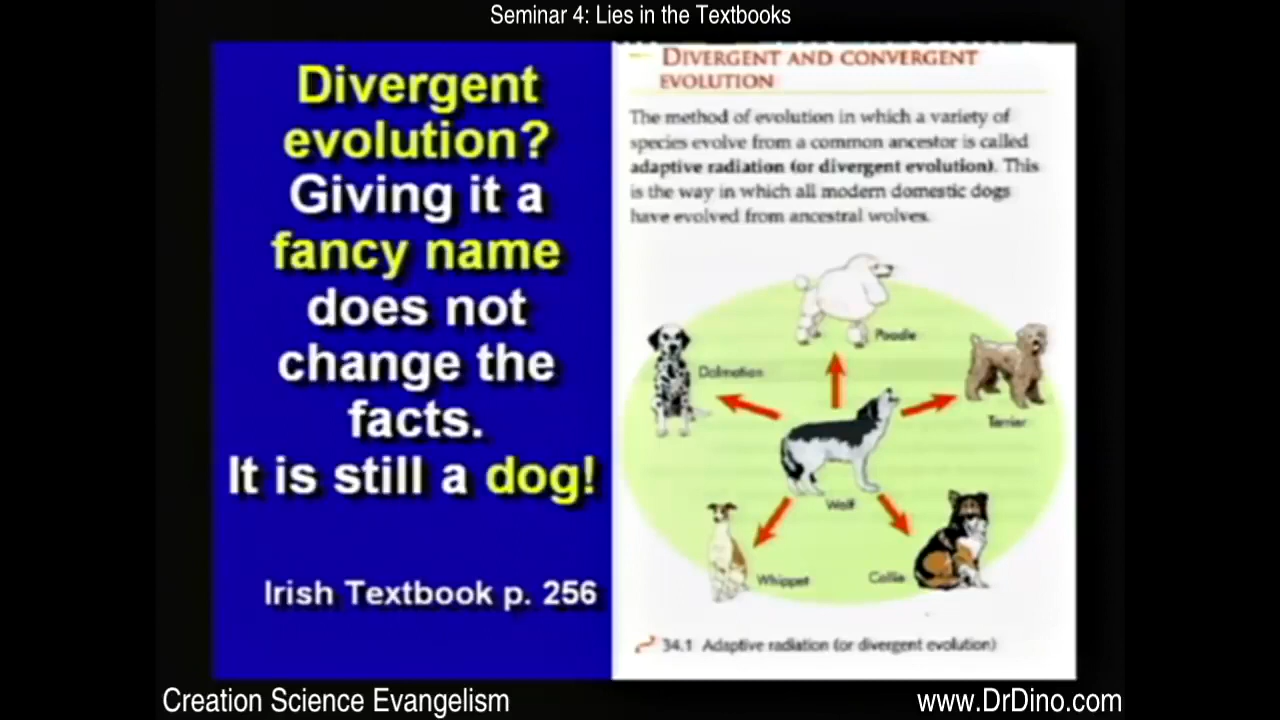 Seminar 4: Lies in the Textbooks
Divergent
evolution?
Giving it a
fancy name
does not
change the
facts.
It is still a dog!
Irish Textbook p. 256
DIVERGENT AND CONVERGENT
EVOLUTION
The method of evolution in which a variety of
species evolve from a common ancestor is called
adaptive radiation (or divergent evolution). This
is the way in which all modern domestic dogs
have evolved from ancestral wolves.
Poodle
Dalmation
Terrier
Wolf
Whippet
Collie
34.1 Adaptive radiation (or divergent evolution)
Creation Science Evangelism
www.DrDino.com